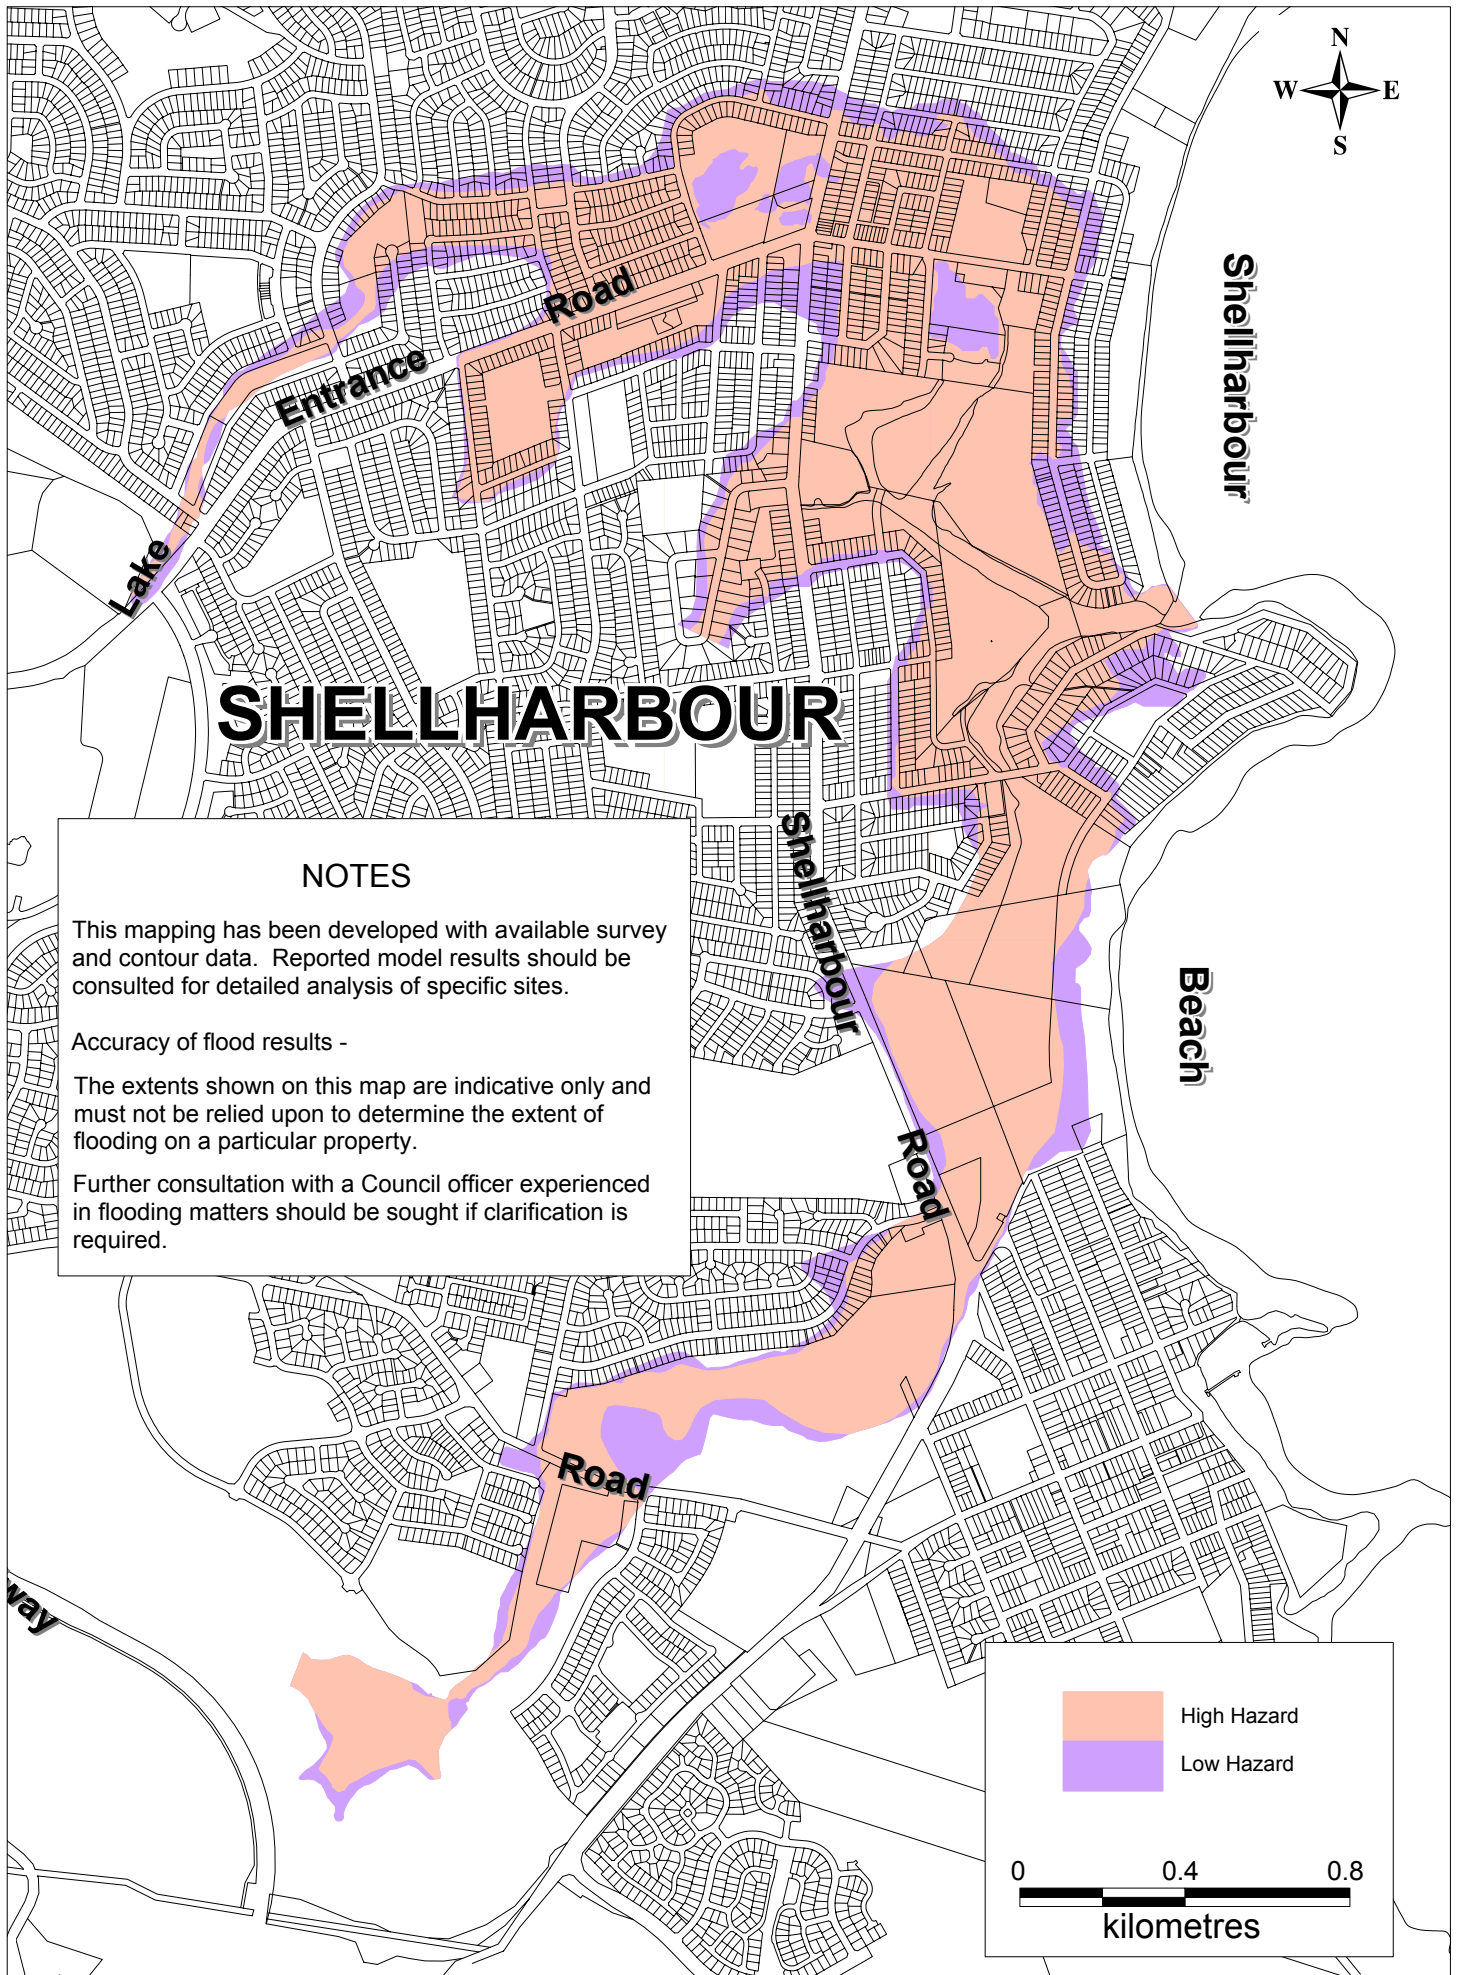 N
W E
S
Shellharbour
Road
Entrance
Lake
SHELLHARBOUR
Shellharbour
Beach
NOTES
This mapping has been developed with available survey
and contour data. Reported model results should be
consulted for detailed analysis of specific sites.
Accuracy of flood results -
The extents shown on this map are indicative only and
must not be relied upon to determine the extent of
flooding on a particular property.
Further consultation with a Council officer experienced
in flooding matters should be sought if clarification is
required.
Road
Road
way
High Hazard
Low Hazard
0 0.4 0.8
kilometres